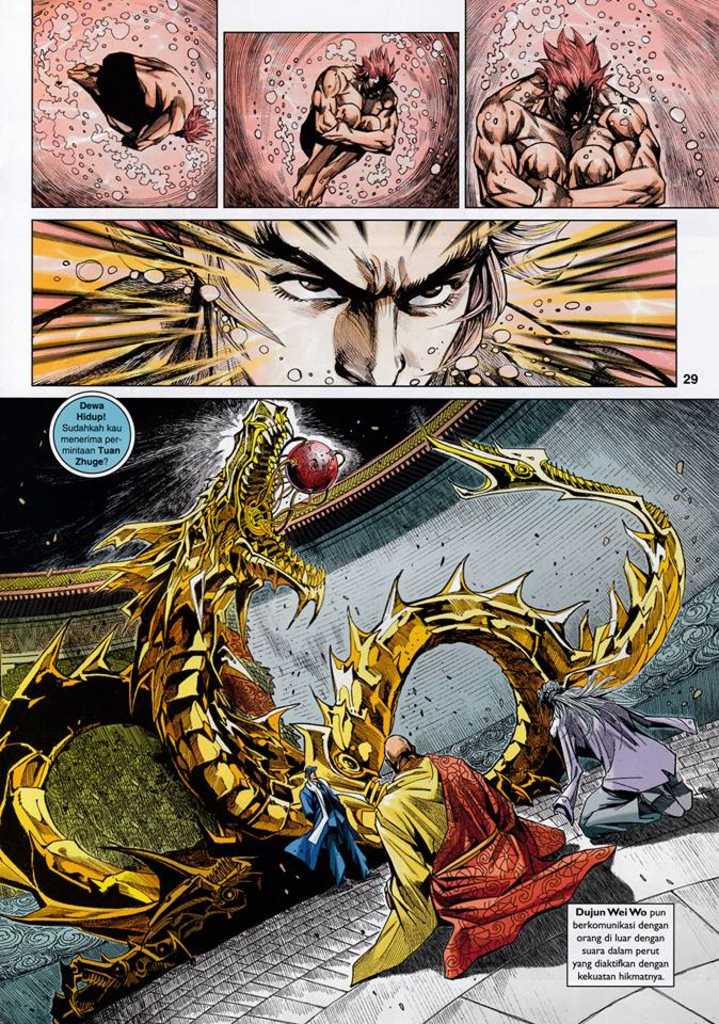 29
Dewa
Hidup!
Sudahkah kau
menerima per-
mintaan Tuan
Zhuge?
Dujun Wei Wo pun
berkomunikasi dengan
orang di luar dengan
suara dalam perut
yang diaktifkan dengan
kekuatan hikmatnya.